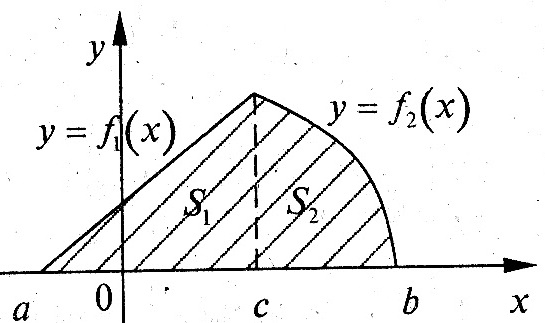 y
y = f₁(x)
y = f₂(x)
S₁
S₂
a
0
c
b
x